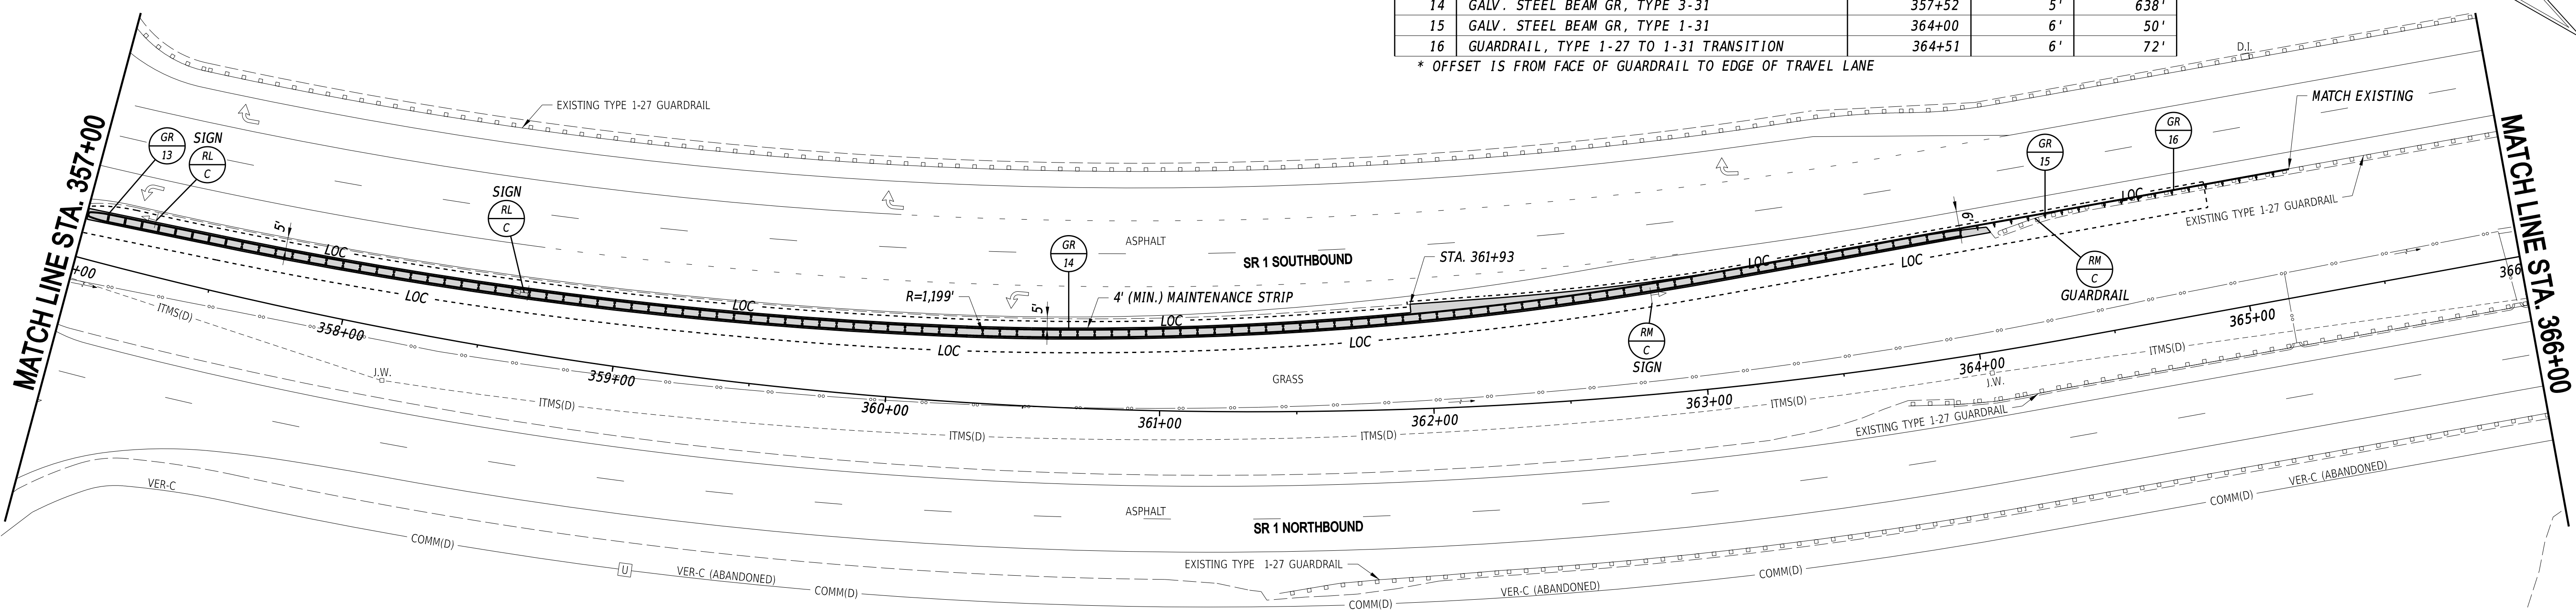 14 GALV. STEEL BEAM GR, TYPE 3-31 357+52 5' 638'
15 GALV. STEEL BEAM GR, TYPE 1-31 364+00 6' 50'
16 GUARDRAIL, TYPE 1-27 TO 1-31 TRANSITION 364+51 6' 72'
* OFFSET IS FROM FACE OF GUARDRAIL TO EDGE OF TRAVEL LANE
D.I.
EXISTING TYPE 1-27 GUARDRAIL
MATCH EXISTING
MATCH LINE STA. 357+00
MATCH LINE STA. 366+00
GR
13
SIGN
RL
C
SIGN
RL
C
GR
14
GR
15
GR
16
5'
LOC
LOC
LOC
LOC
R=1,199'
5'
4' (MIN.) MAINTENANCE STRIP
LOC
LOC
ASPHALT
SR 1 SOUTHBOUND
STA. 361+93
LOC
LOC
6'
LOC
EXISTING TYPE 1-27 GUARDRAIL
RM
C
GUARDRAIL
RM
C
SIGN
GRASS
+00
358+00
359+00
360+00
361+00
362+00
363+00
364+00
365+00
366
ITMS(D)
J.W.
ITMS(D)
ITMS(D)
ITMS(D)
ITMS(D)
J.W.
ITMS(D)
EXISTING TYPE 1-27 GUARDRAIL
ASPHALT
SR 1 NORTHBOUND
VER-C
COMM(D)
U
VER-C (ABANDONED)
COMM(D)
EXISTING TYPE 1-27 GUARDRAIL
COMM(D)
VER-C (ABANDONED)
COMM(D)
COMM(D)
VER-C (ABANDONED)